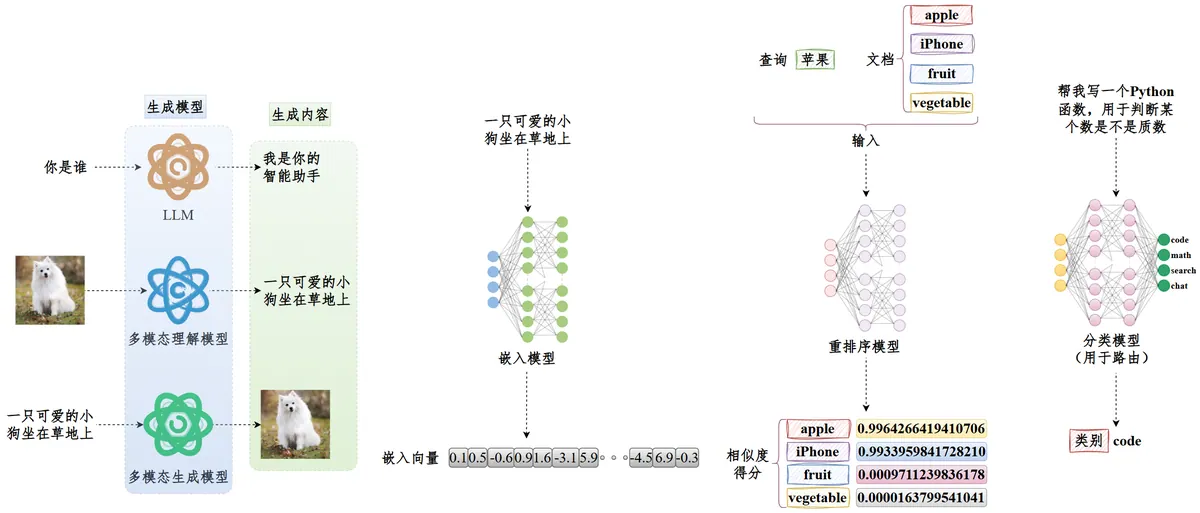 生成模型
生成内容
你是谁
我是你的
智能助手
LLM
一只可爱的小
狗坐在草地上
多模态理解模型
一只可爱的小
狗坐在草地上
多模态生成模型
一只可爱的小
狗坐在草地上
嵌入模型
嵌入向量 0.1 0.5 -0.6 0.9 1.6 -3.1 5.9 。。。 -4.5 6.9 -0.3
查询 苹果 文档
apple
iPhone
fruit
vegetable
输入
重排序模型
相似度
得分
apple 0.9964266419410706
iPhone 0.9933959841728210
fruit 0.0009711239836178
vegetable 0.0000163799541041
帮我写一个Python
函数，用于判断某
个数是不是质数
code
math
search
chat
分类模型
（用于路由）
类别 code